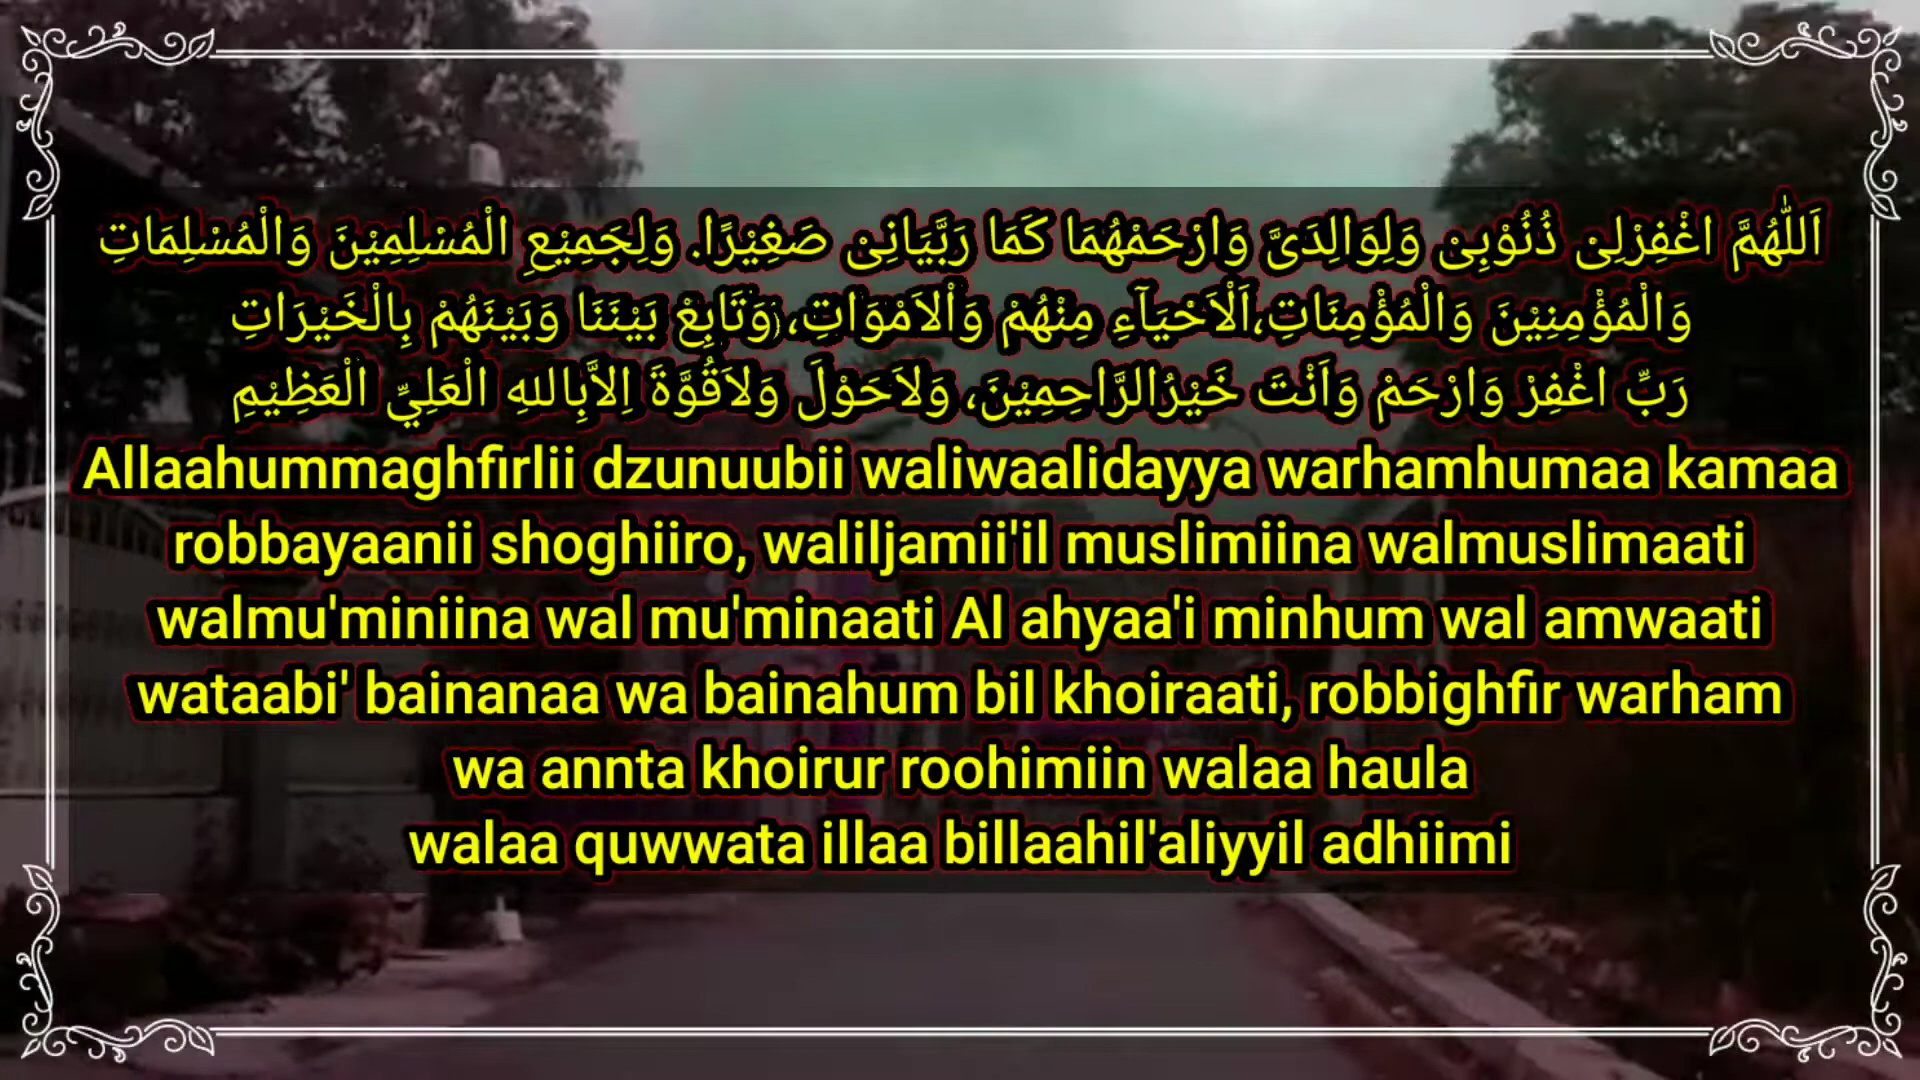 اَللّٰهُمَّ اغْفِرْلِىْ ذُنُوْبِىْ وَلِوَالِدَىَّ وَارْحَمْهُمَا كَمَا رَبَّيَانِىْ صَغِيْرًا. وَلِجَمِيْعِ الْمُسْلِمِيْنَ وَالْمُسْلِمَاتِ
وَالْمُؤْمِنِيْنَ وَالْمُؤْمِنَاتِ،اَلْاَحْيَآءِ مِنْهُمْ وَاْلاَمْوَاتِ، وَتَابِعْ بَيْنَنَا وَبَيْنَهُمْ بِالْخَيْرَاتِ
رَبِّ اغْفِرْ وَارْحَمْ وَاَنْتَ خَيْرُالرَّاحِمِيْنَ، وَلاَحَوْلَ وَلاَقُوَّةَ اِلاَّبِاللهِ الْعَلِيِّ الْعَظِيْمِ
Allaahummaghfirlii dzunuubii waliwaalidayya warhamhumaa kamaa
robbayaanii shoghiiro, waliljamii'il muslimiina walmuslimaati
walmu'miniina wal mu'minaati Al ahyaa'i minhum wal amwaati
wataabi' bainanaa wa bainahum bil khoiraati, robbighfir warham
wa annta khoirur roohimiin walaa haula
walaa quwwata illaa billaahil'aliyyil adhiimi